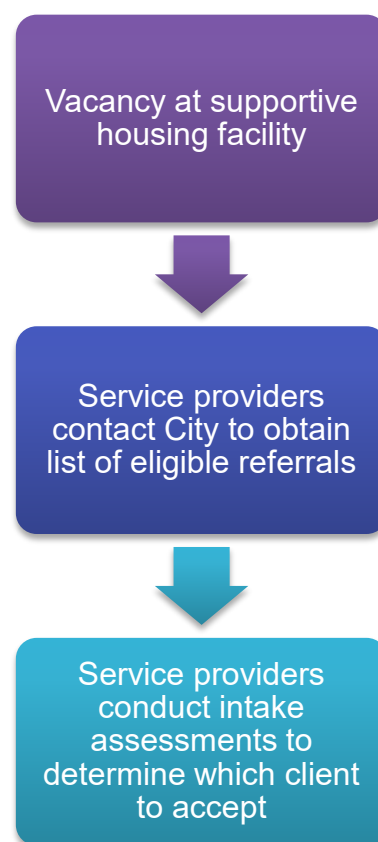 Vacancy at supportive
housing facility
Service providers
contact City to obtain
list of eligible referrals
Service providers
conduct intake
assessments to
determine which client
to accept